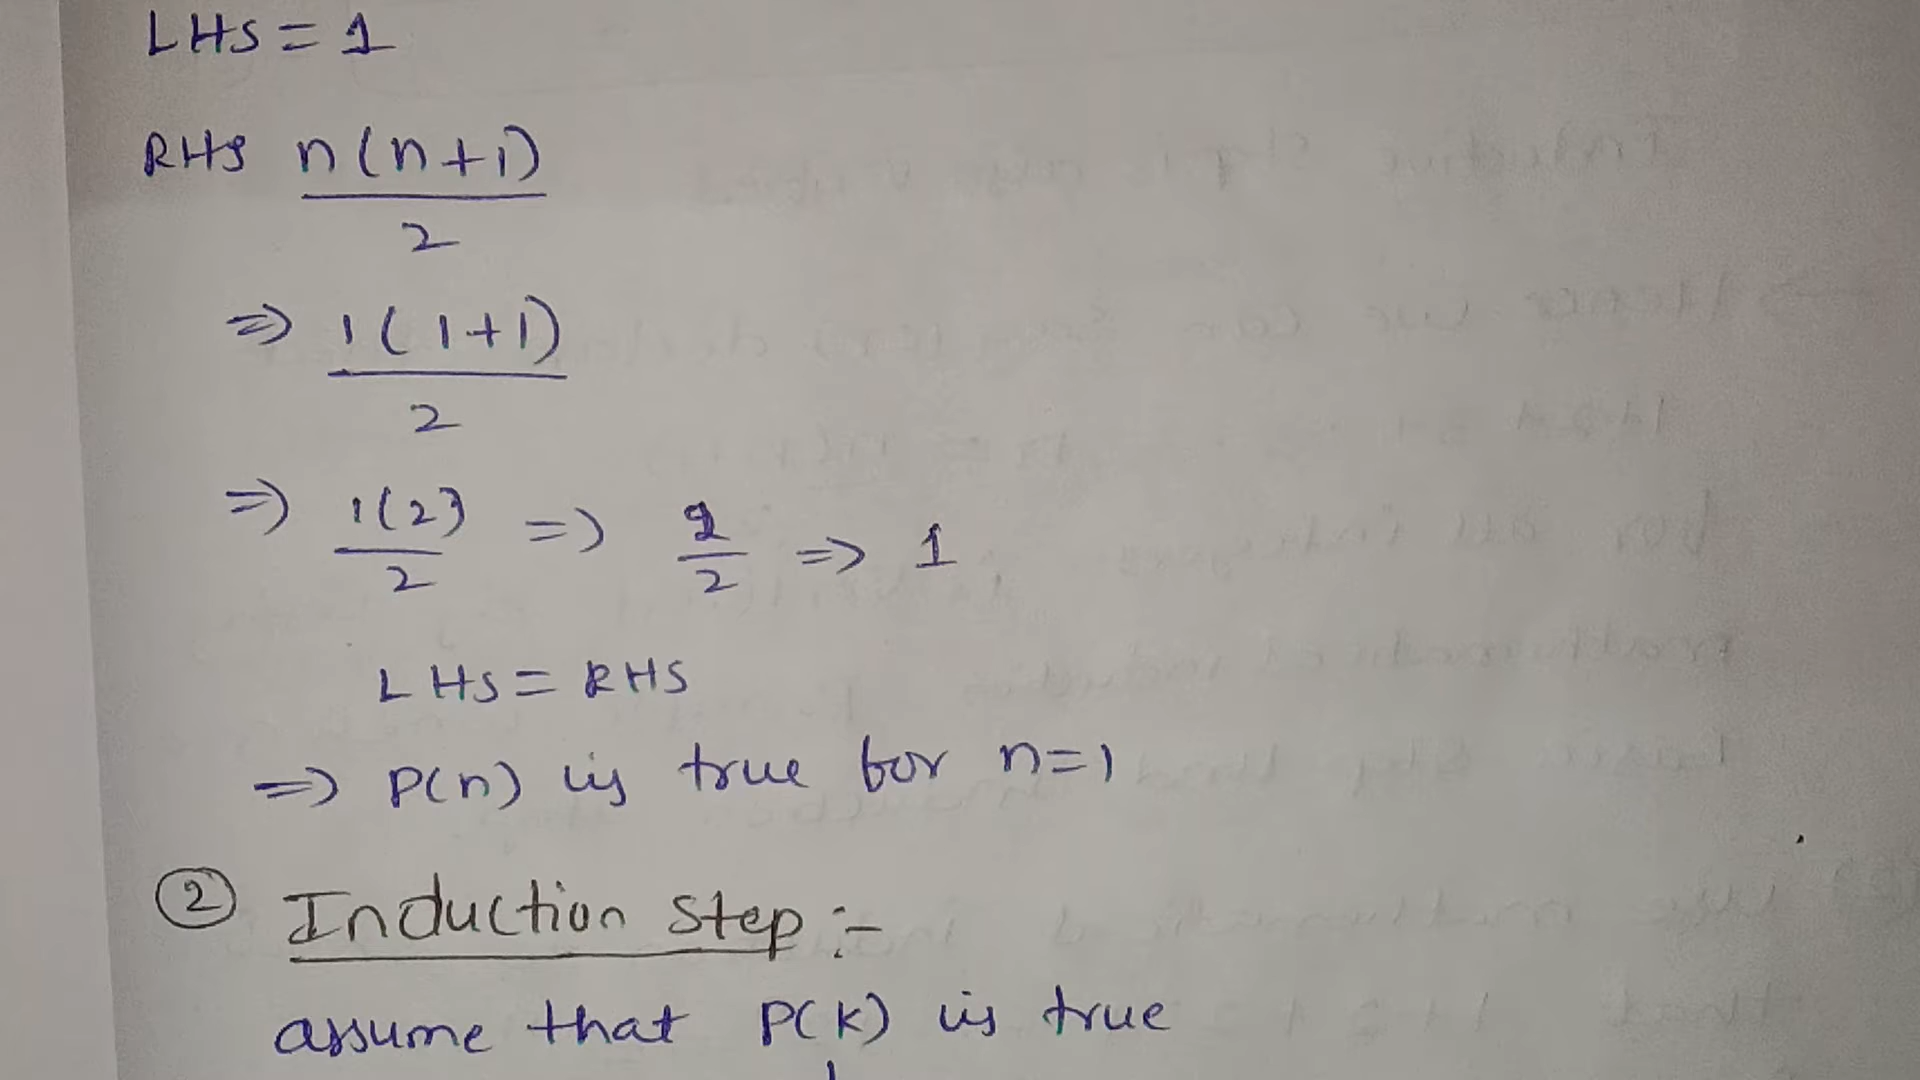 LHS = 1
RHS n(n+1)/2
=> 1(1+1)/2
=> 1(2)/2 => 2/2 => 1
LHS = RHS
=> P(n) is true for n=1
② Induction step :-
assume that P(k) is true